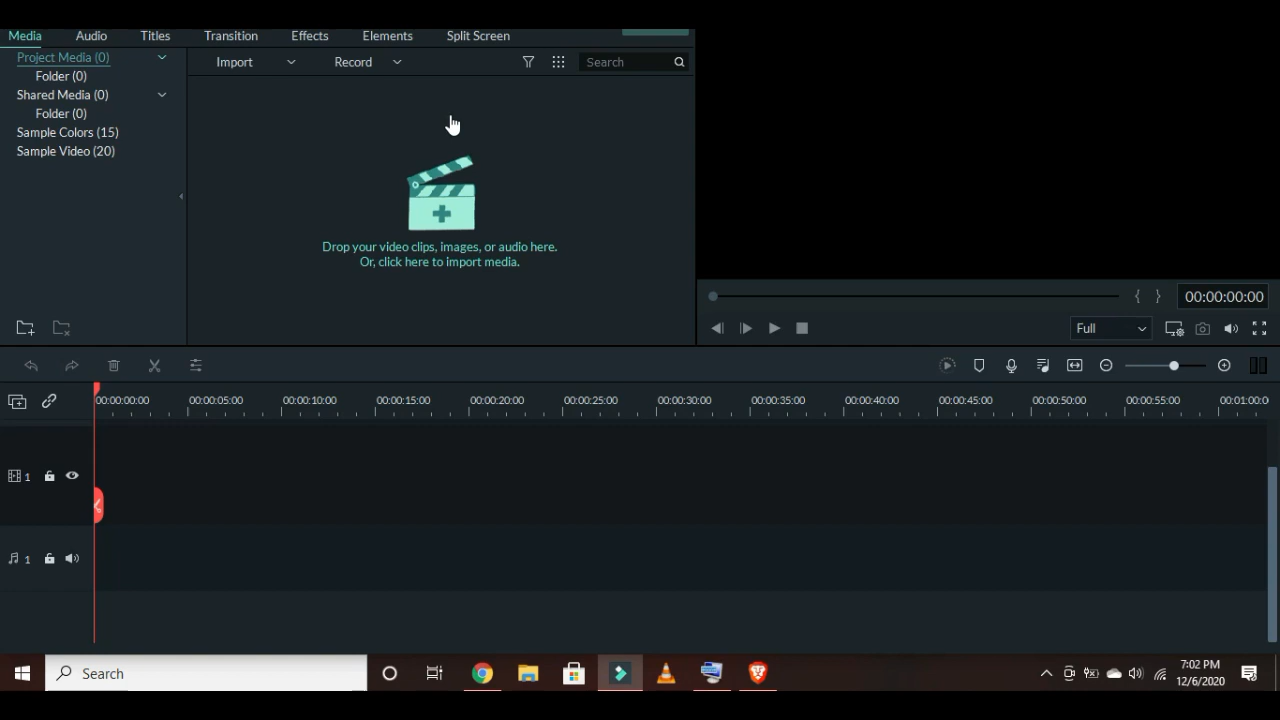 Media Audio Titles Transition Effects Elements Split Screen
Project Media (0)
Import Record Search
Folder (0)
Shared Media (0)
Folder (0)
Sample Colors (15)
Sample Video (20)
Drop your video clips, images, or audio here.
Or, click here to import media.
{ } 00:00:00:00
Full
00:00:00:00 00:00:05:00 00:00:10:00 00:00:15:00 00:00:20:00 00:00:25:00 00:00:30:00 00:00:35:00 00:00:40:00 00:00:45:00 00:00:50:00 00:00:55:00 00:01:00:0
1
1
Search
7:02 PM
12/6/2020